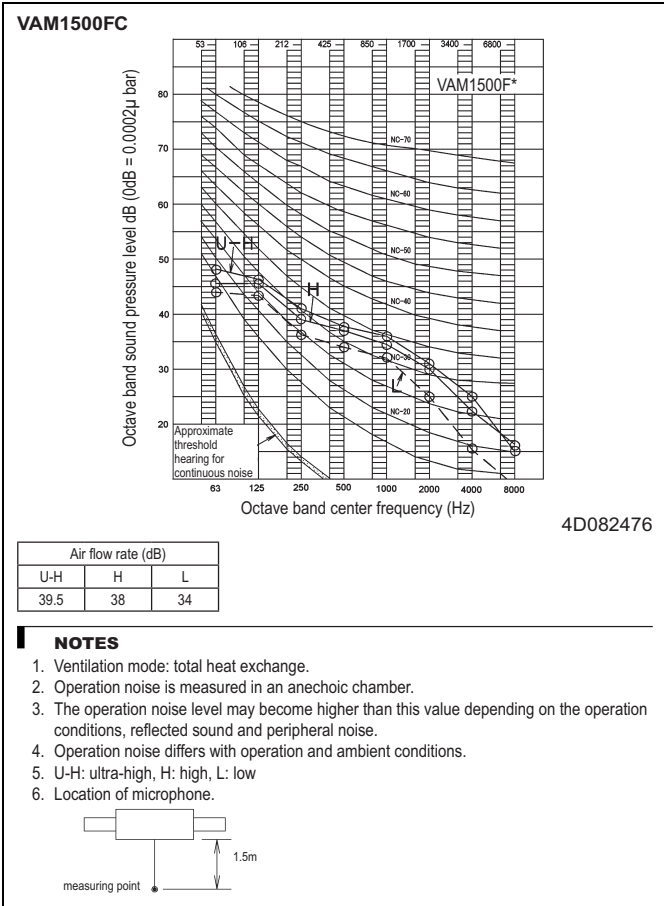 VAM1500FC
53 106 212 425 850 1700 3400 6800
VAM1500F*
Octave band sound pressure level dB (0dB = 0.0002µ bar)
80
70
60
50
40
30
20
NC-70
NC-60
NC-50
NC-40
NC-30
NC-20
U-H
H
L
Approximate
threshold
hearing for
continuous noise
63 125 250 500 1000 2000 4000 8000
Octave band center frequency (Hz)
4D082476
Air flow rate (dB)
U-H H L
39.5 38 34
NOTES
1. Ventilation mode: total heat exchange.
2. Operation noise is measured in an anechoic chamber.
3. The operation noise level may become higher than this value depending on the operation
conditions, reflected sound and peripheral noise.
4. Operation noise differs with operation and ambient conditions.
5. U-H: ultra-high, H: high, L: low
6. Location of microphone.
1.5m
measuring point